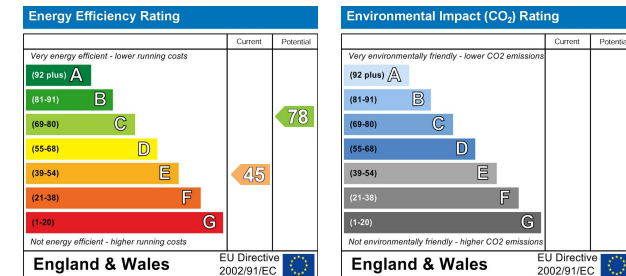 Energy Efficiency Rating
Current Potential
Very energy efficient - lower running costs
(92 plus) A
(81-91) B
(69-80) C
(55-68) D
(39-54) E
(21-38) F
(1-20) G
45
78
Not energy efficient - higher running costs
England & Wales
EU Directive
2002/91/EC
Environmental Impact (CO₂) Rating
Current Potential
Very environmentally friendly - lower CO2 emissions
(92 plus) A
(81-91) B
(69-80) C
(55-68) D
(39-54) E
(21-38) F
(1-20) G
Not environmentally friendly - higher CO2 emissions
England & Wales
EU Directive
2002/91/EC